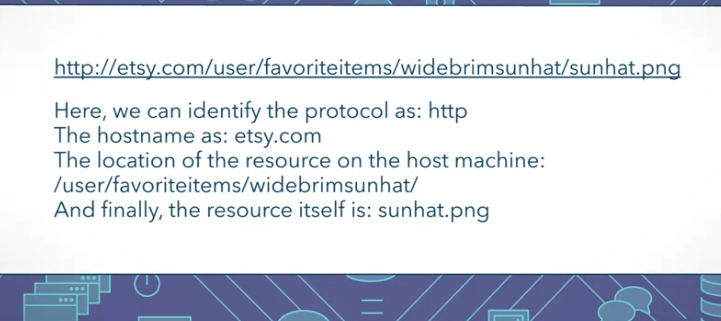 http://etsy.com/user/favoriteitems/widebrimsunhat/sunhat.png
Here, we can identify the protocol as: http
The hostname as: etsy.com
The location of the resource on the host machine:
/user/favoriteitems/widebrimsunhat/
And finally, the resource itself is: sunhat.png